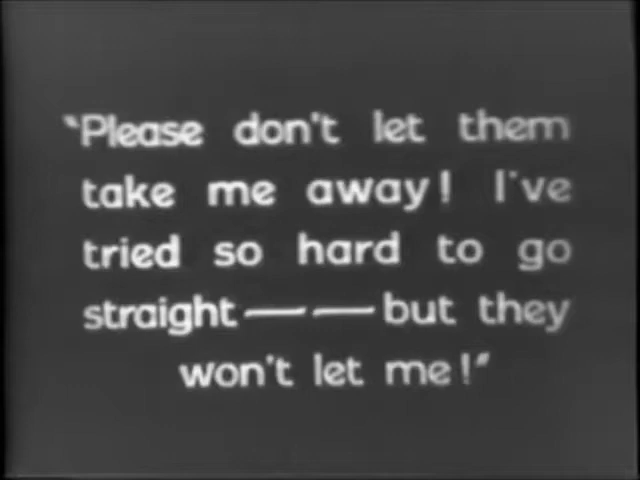 "Please don't let them
take me away! I've
tried so hard to go
straight — — but they
won't let me!"